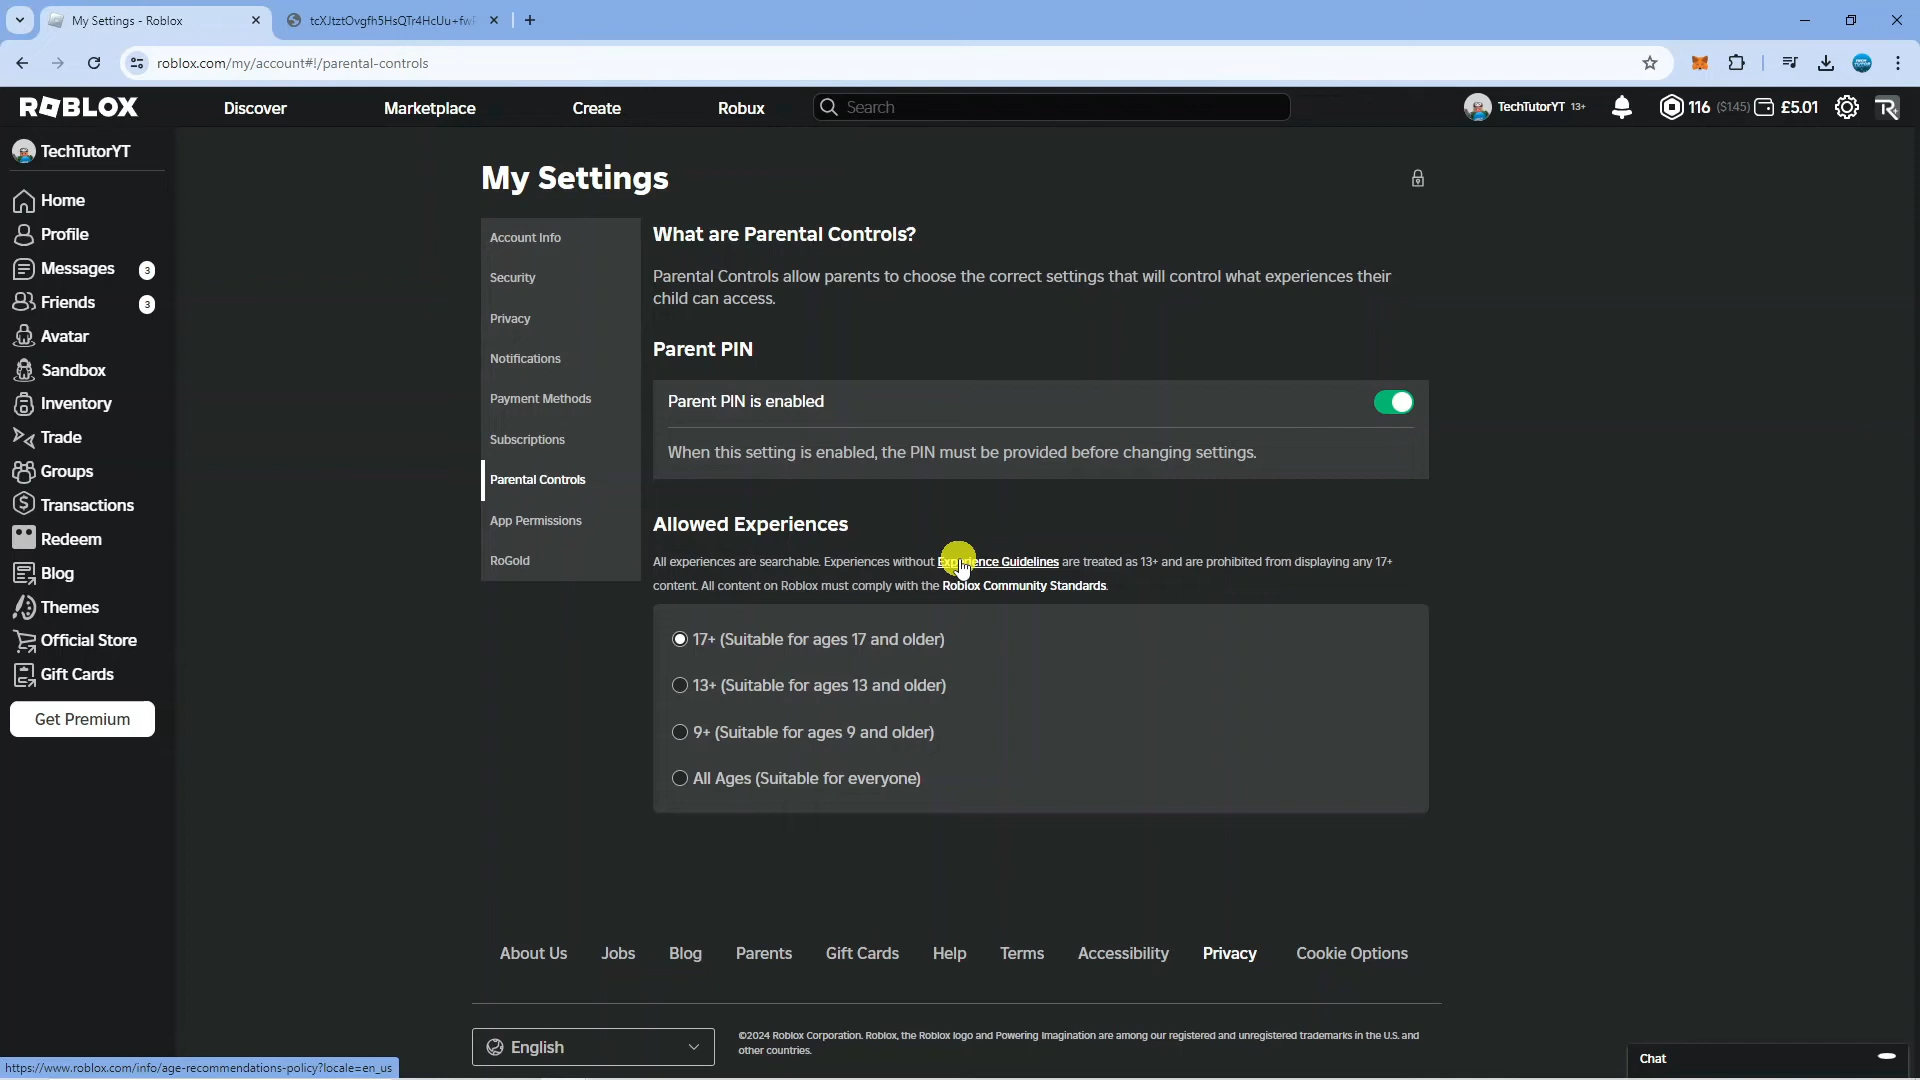 My Settings - Roblox
tcXJtztOvgfh5HsQTr4HcUu+fwP
roblox.com/my/account#!/parental-controls
ROBLOX
Discover
Marketplace
Create
Robux
Search
TechTutorYT 13+
116 ($1.45)
£5.01
TechTutorYT
Home
Profile
Messages 3
Friends 3
Avatar
Sandbox
Inventory
Trade
Groups
Transactions
Redeem
Blog
Themes
Official Store
Gift Cards
Get Premium
My Settings
Account Info
Security
Privacy
Notifications
Payment Methods
Subscriptions
Parental Controls
App Permissions
RoGold
What are Parental Controls?
Parental Controls allow parents to choose the correct settings that will control what experiences their
child can access.
Parent PIN
Parent PIN is enabled
When this setting is enabled, the PIN must be provided before changing settings.
Allowed Experiences
All experiences are searchable. Experiences without Experience Guidelines are treated as 13+ and are prohibited from displaying any 17+
content. All content on Roblox must comply with the Roblox Community Standards.
17+ (Suitable for ages 17 and older)
13+ (Suitable for ages 13 and older)
9+ (Suitable for ages 9 and older)
All Ages (Suitable for everyone)
About Us
Jobs
Blog
Parents
Gift Cards
Help
Terms
Accessibility
Privacy
Cookie Options
English
©2024 Roblox Corporation. Roblox, the Roblox logo and Powering Imagination are among our registered and unregistered trademarks in the U.S. and
other countries.
Chat
https://www.roblox.com/info/age-recommendations-policy?locale=en_us